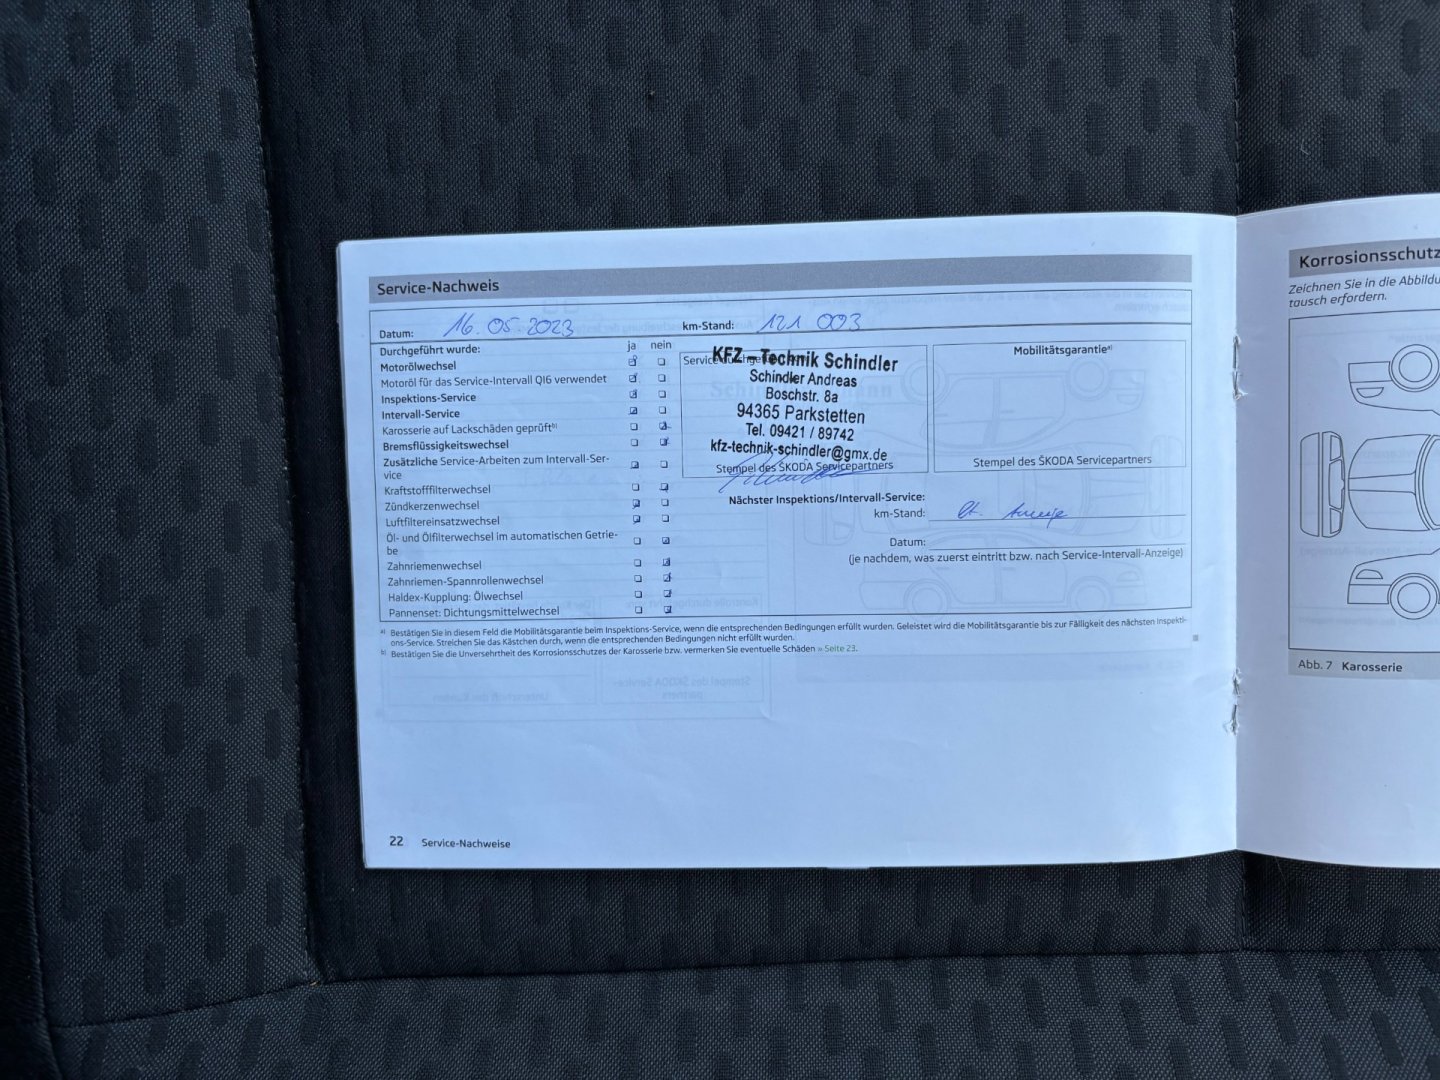 Service-Nachweis
Datum: 16.05.2023 km-Stand: 121 003
Durchgeführt wurde: ja nein
Motorölwechsel
Motoröl für das Service-Intervall QI6 verwendet
Inspektions-Service
Intervall-Service
Karosserie auf Lackschäden geprüft b)
Bremsflüssigkeitswechsel
Zusätzliche Service-Arbeiten zum Intervall-Ser-
vice
Kraftstofffilterwechsel
Zündkerzenwechsel
Luftfiltereinsatzwechsel
Öl- und Ölfilterwechsel im automatischen Getrie-
be
Zahnriemenwechsel
Zahnriemen-Spannrollenwechsel
Haldex-Kupplung: Ölwechsel
Pannenset: Dichtungsmittelwechsel
KFZ – Technik Schindler
Schindler Andreas
Boschstr. 8a
94365 Parkstetten
Tel. 09421 / 89742
kfz-technik-schindler@gmx.de
Stempel des ŠKODA Servicepartners
Mobilitätsgarantie a)
Stempel des ŠKODA Servicepartners
Nächster Inspektions/Intervall-Service:
km-Stand: lt. Anzeige
Datum:
(je nachdem, was zuerst eintritt bzw. nach Service-Intervall-Anzeige)
a) Bestätigen Sie in diesem Feld die Mobilitätsgarantie beim Inspektions-Service, wenn die entsprechenden Bedingungen erfüllt wurden. Geleistet wird die Mobilitätsgarantie bis zur Fälligkeit des nächsten Inspekti-
ons-Service. Streichen Sie das Kästchen durch, wenn die entsprechenden Bedingungen nicht erfüllt wurden.
b) Bestätigen Sie die Unversehrtheit des Korrosionsschutzes der Karosserie bzw. vermerken Sie eventuelle Schäden » Seite 23.
22 Service-Nachweise
Korrosionsschutz
Zeichnen Sie in die Abbildu
tausch erfordern.
Abb. 7 Karosserie